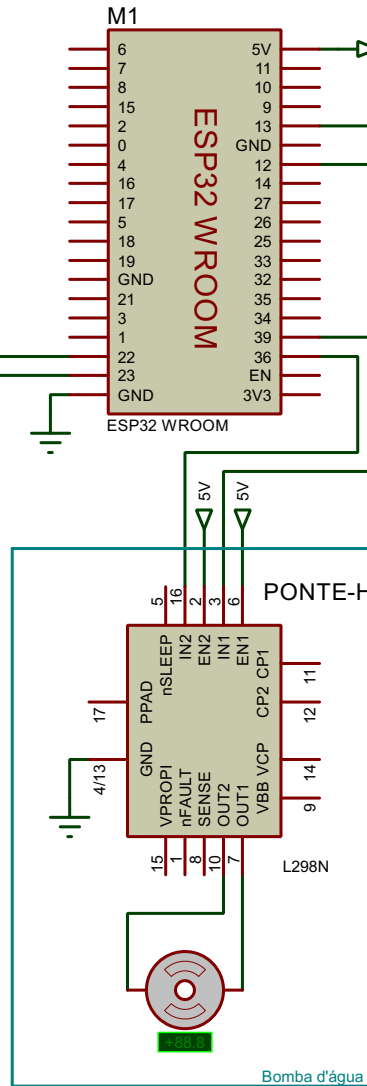 M1
6 5V
7 11
8 10
15 9
2 13
0 GND
4 12
16 14
17 27
5 26
18 25
19 33
GND 32
21 35
3 34
1 39
22 36
23 EN
GND 3V3
ESP32 WROOM
ESP32 WROOM
5V 5V
PONTE-H
5 16 2 3 6
nSLEEP IN2 EN2 IN1 EN1
CP1 11
PPAD 17
CP2 12
GND 4/13
VCP 14
VBB 9
VPROPI nFAULT SENSE OUT2 OUT1
15 1 8 10 7
L298N
+88.8
Bomba d'água